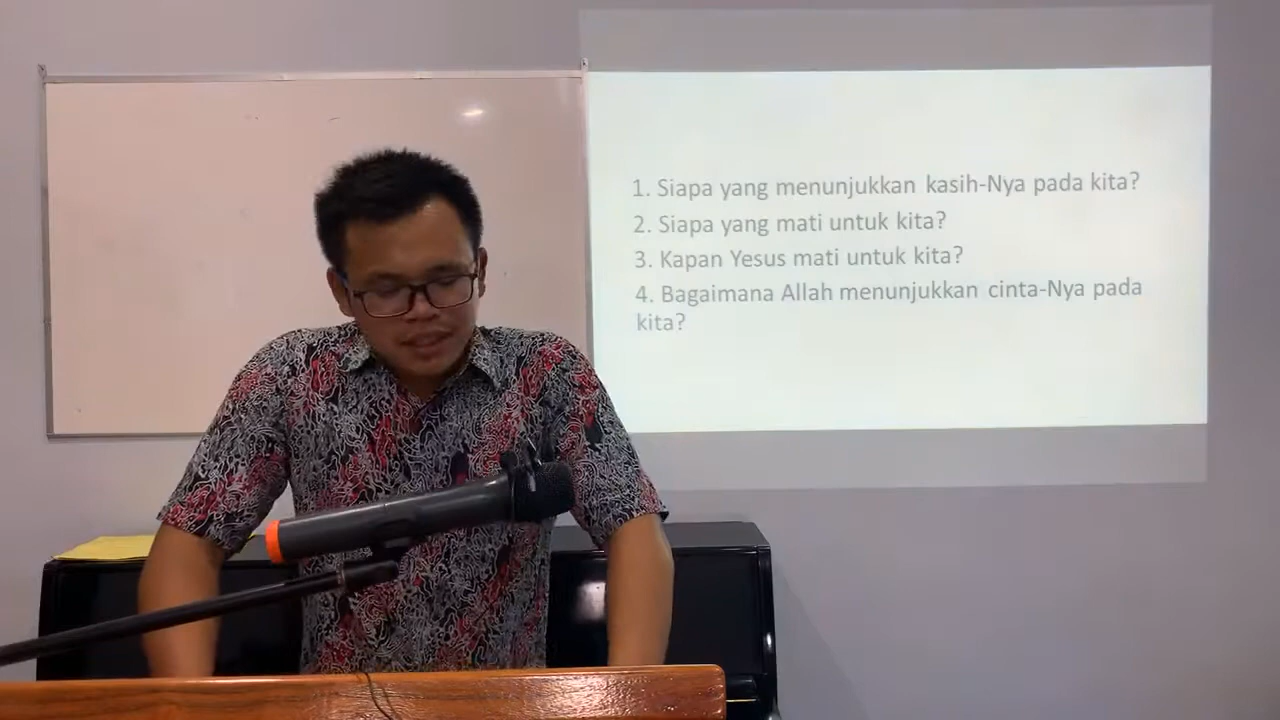 1. Siapa yang menunjukkan kasih-Nya pada kita?
2. Siapa yang mati untuk kita?
3. Kapan Yesus mati untuk kita?
4. Bagaimana Allah menunjukkan cinta-Nya pada
kita?